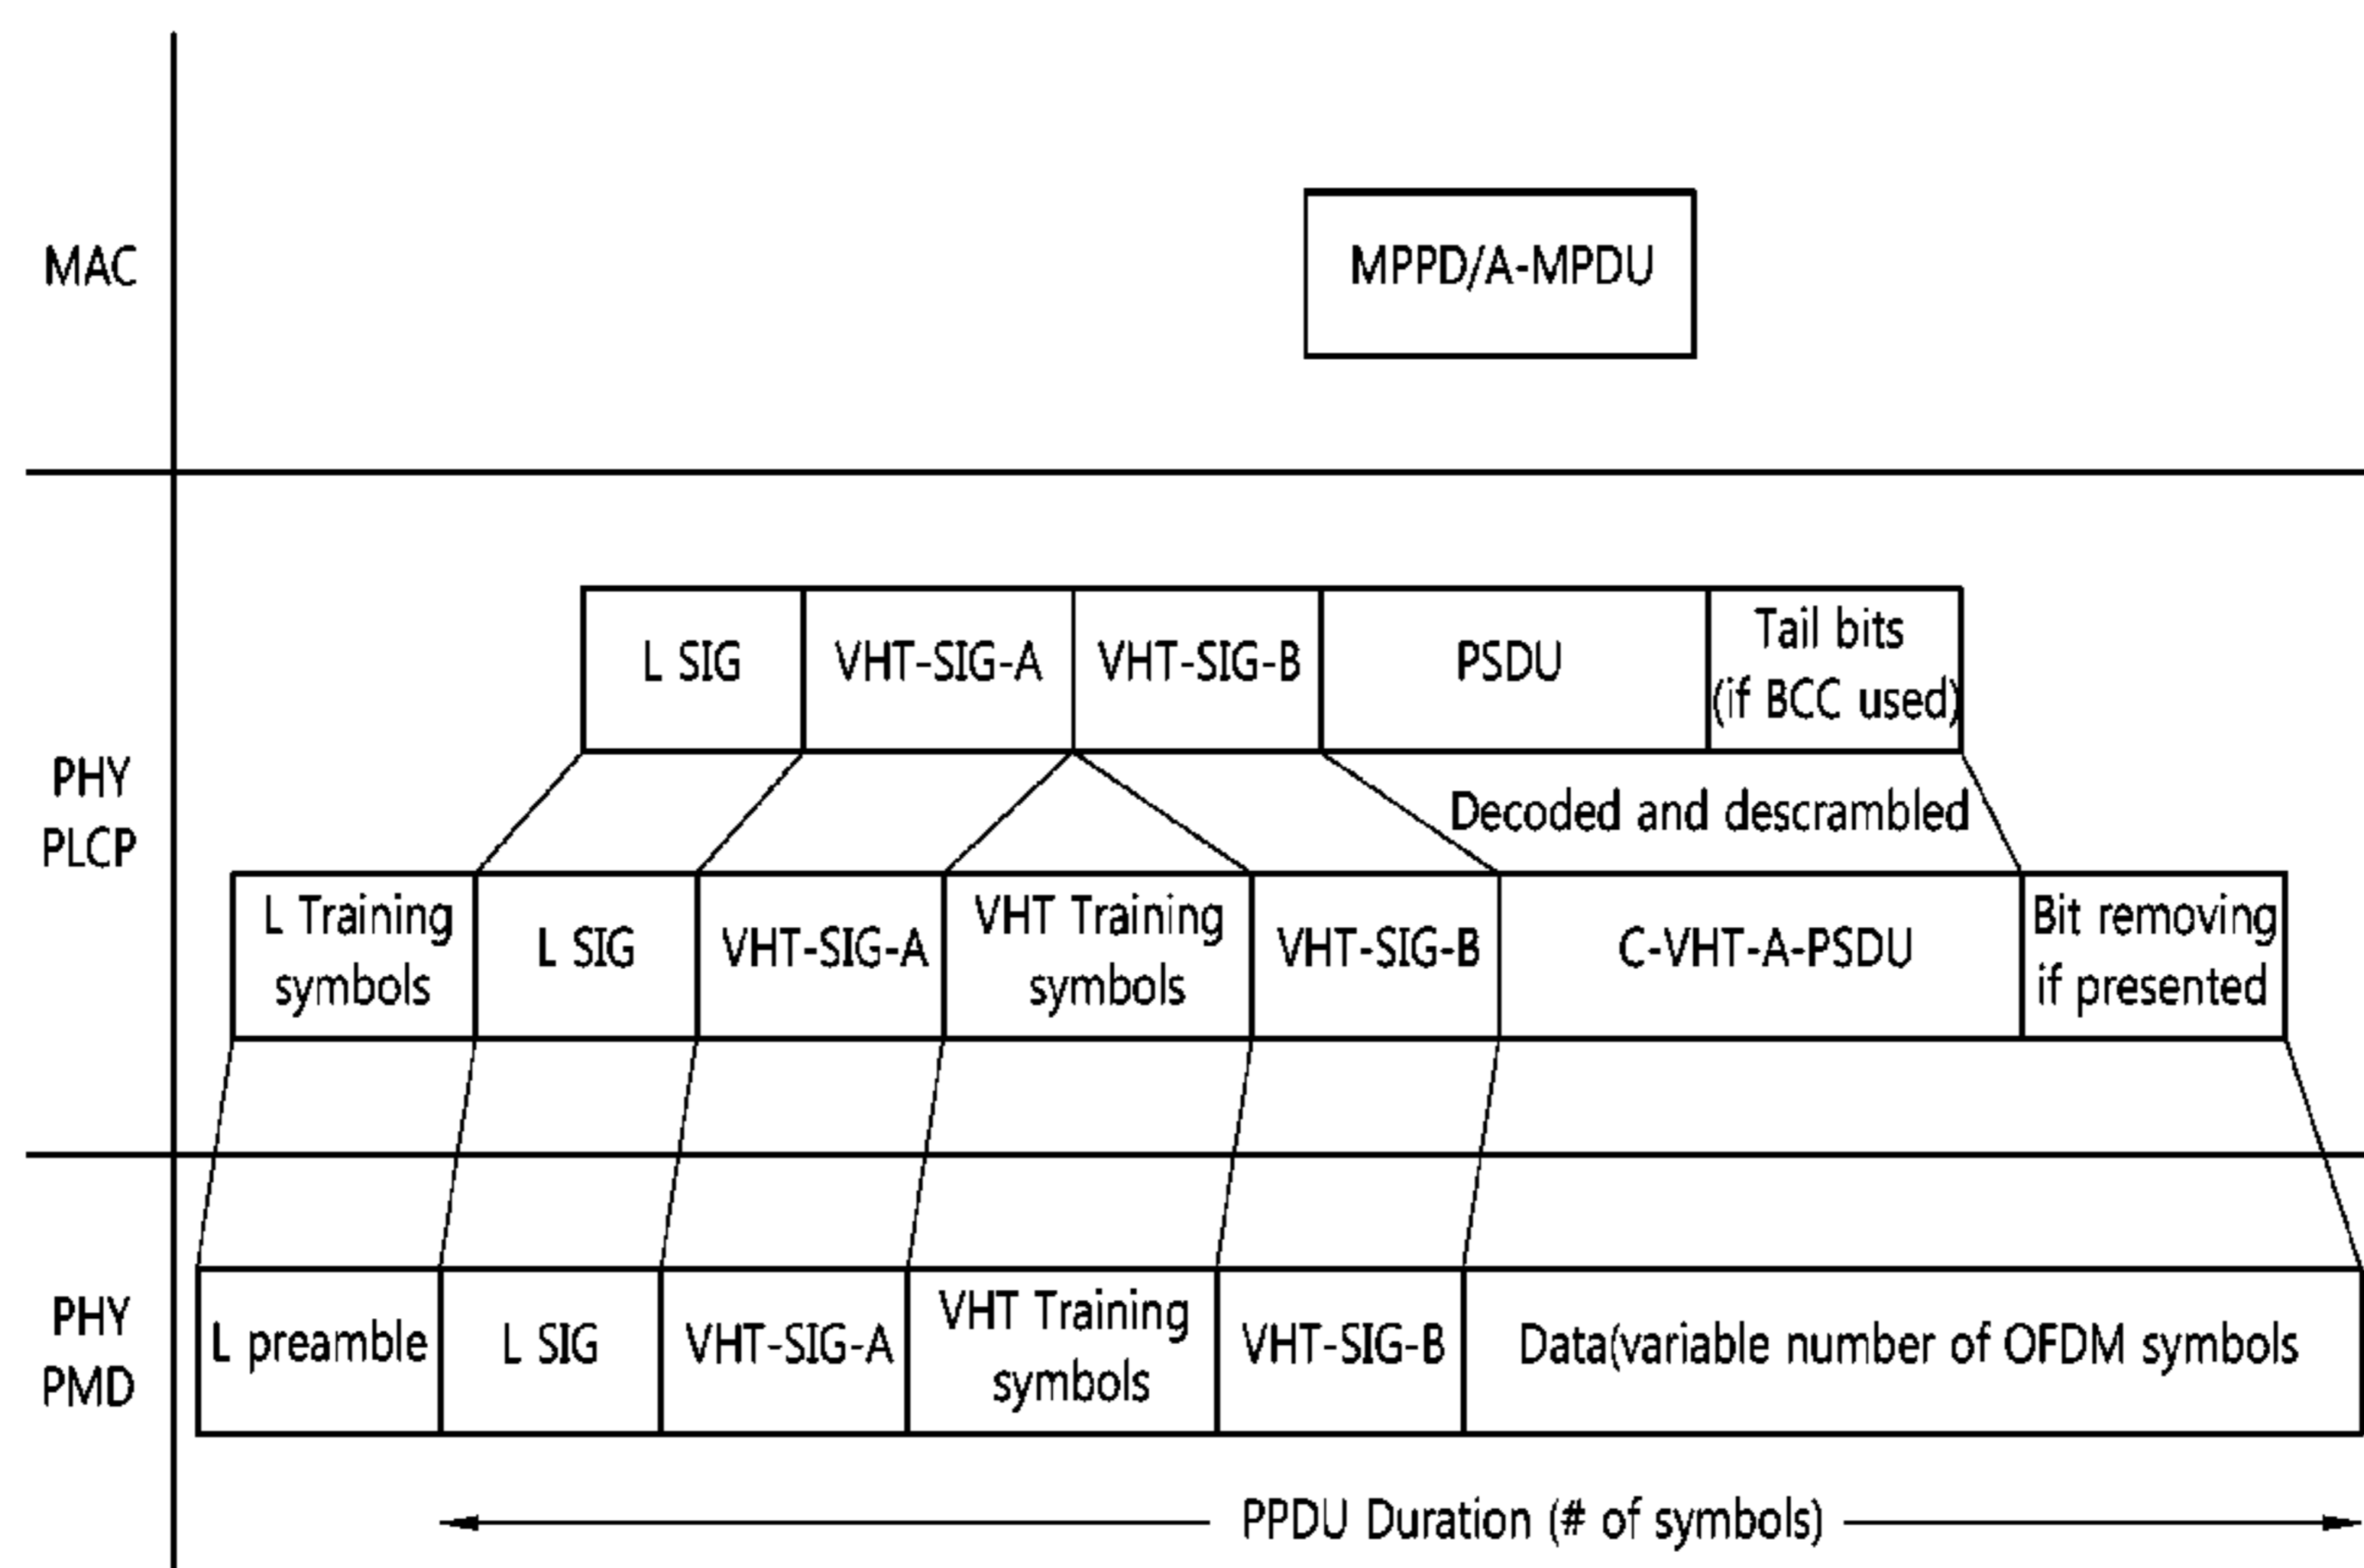 MAC
MPPD/A-MPDU
PHY
PLCP
L SIG
VHT-SIG-A
VHT-SIG-B
PSDU
Tail bits
(if BCC used)
Decoded and descrambled
L Training
symbols
L SIG
VHT-SIG-A
VHT Training
symbols
VHT-SIG-B
C-VHT-A-PSDU
Bit removing
if presented
PHY
PMD
L preamble
L SIG
VHT-SIG-A
VHT Training
symbols
VHT-SIG-B
Data(variable number of OFDM symbols
PPDU Duration (# of symbols)